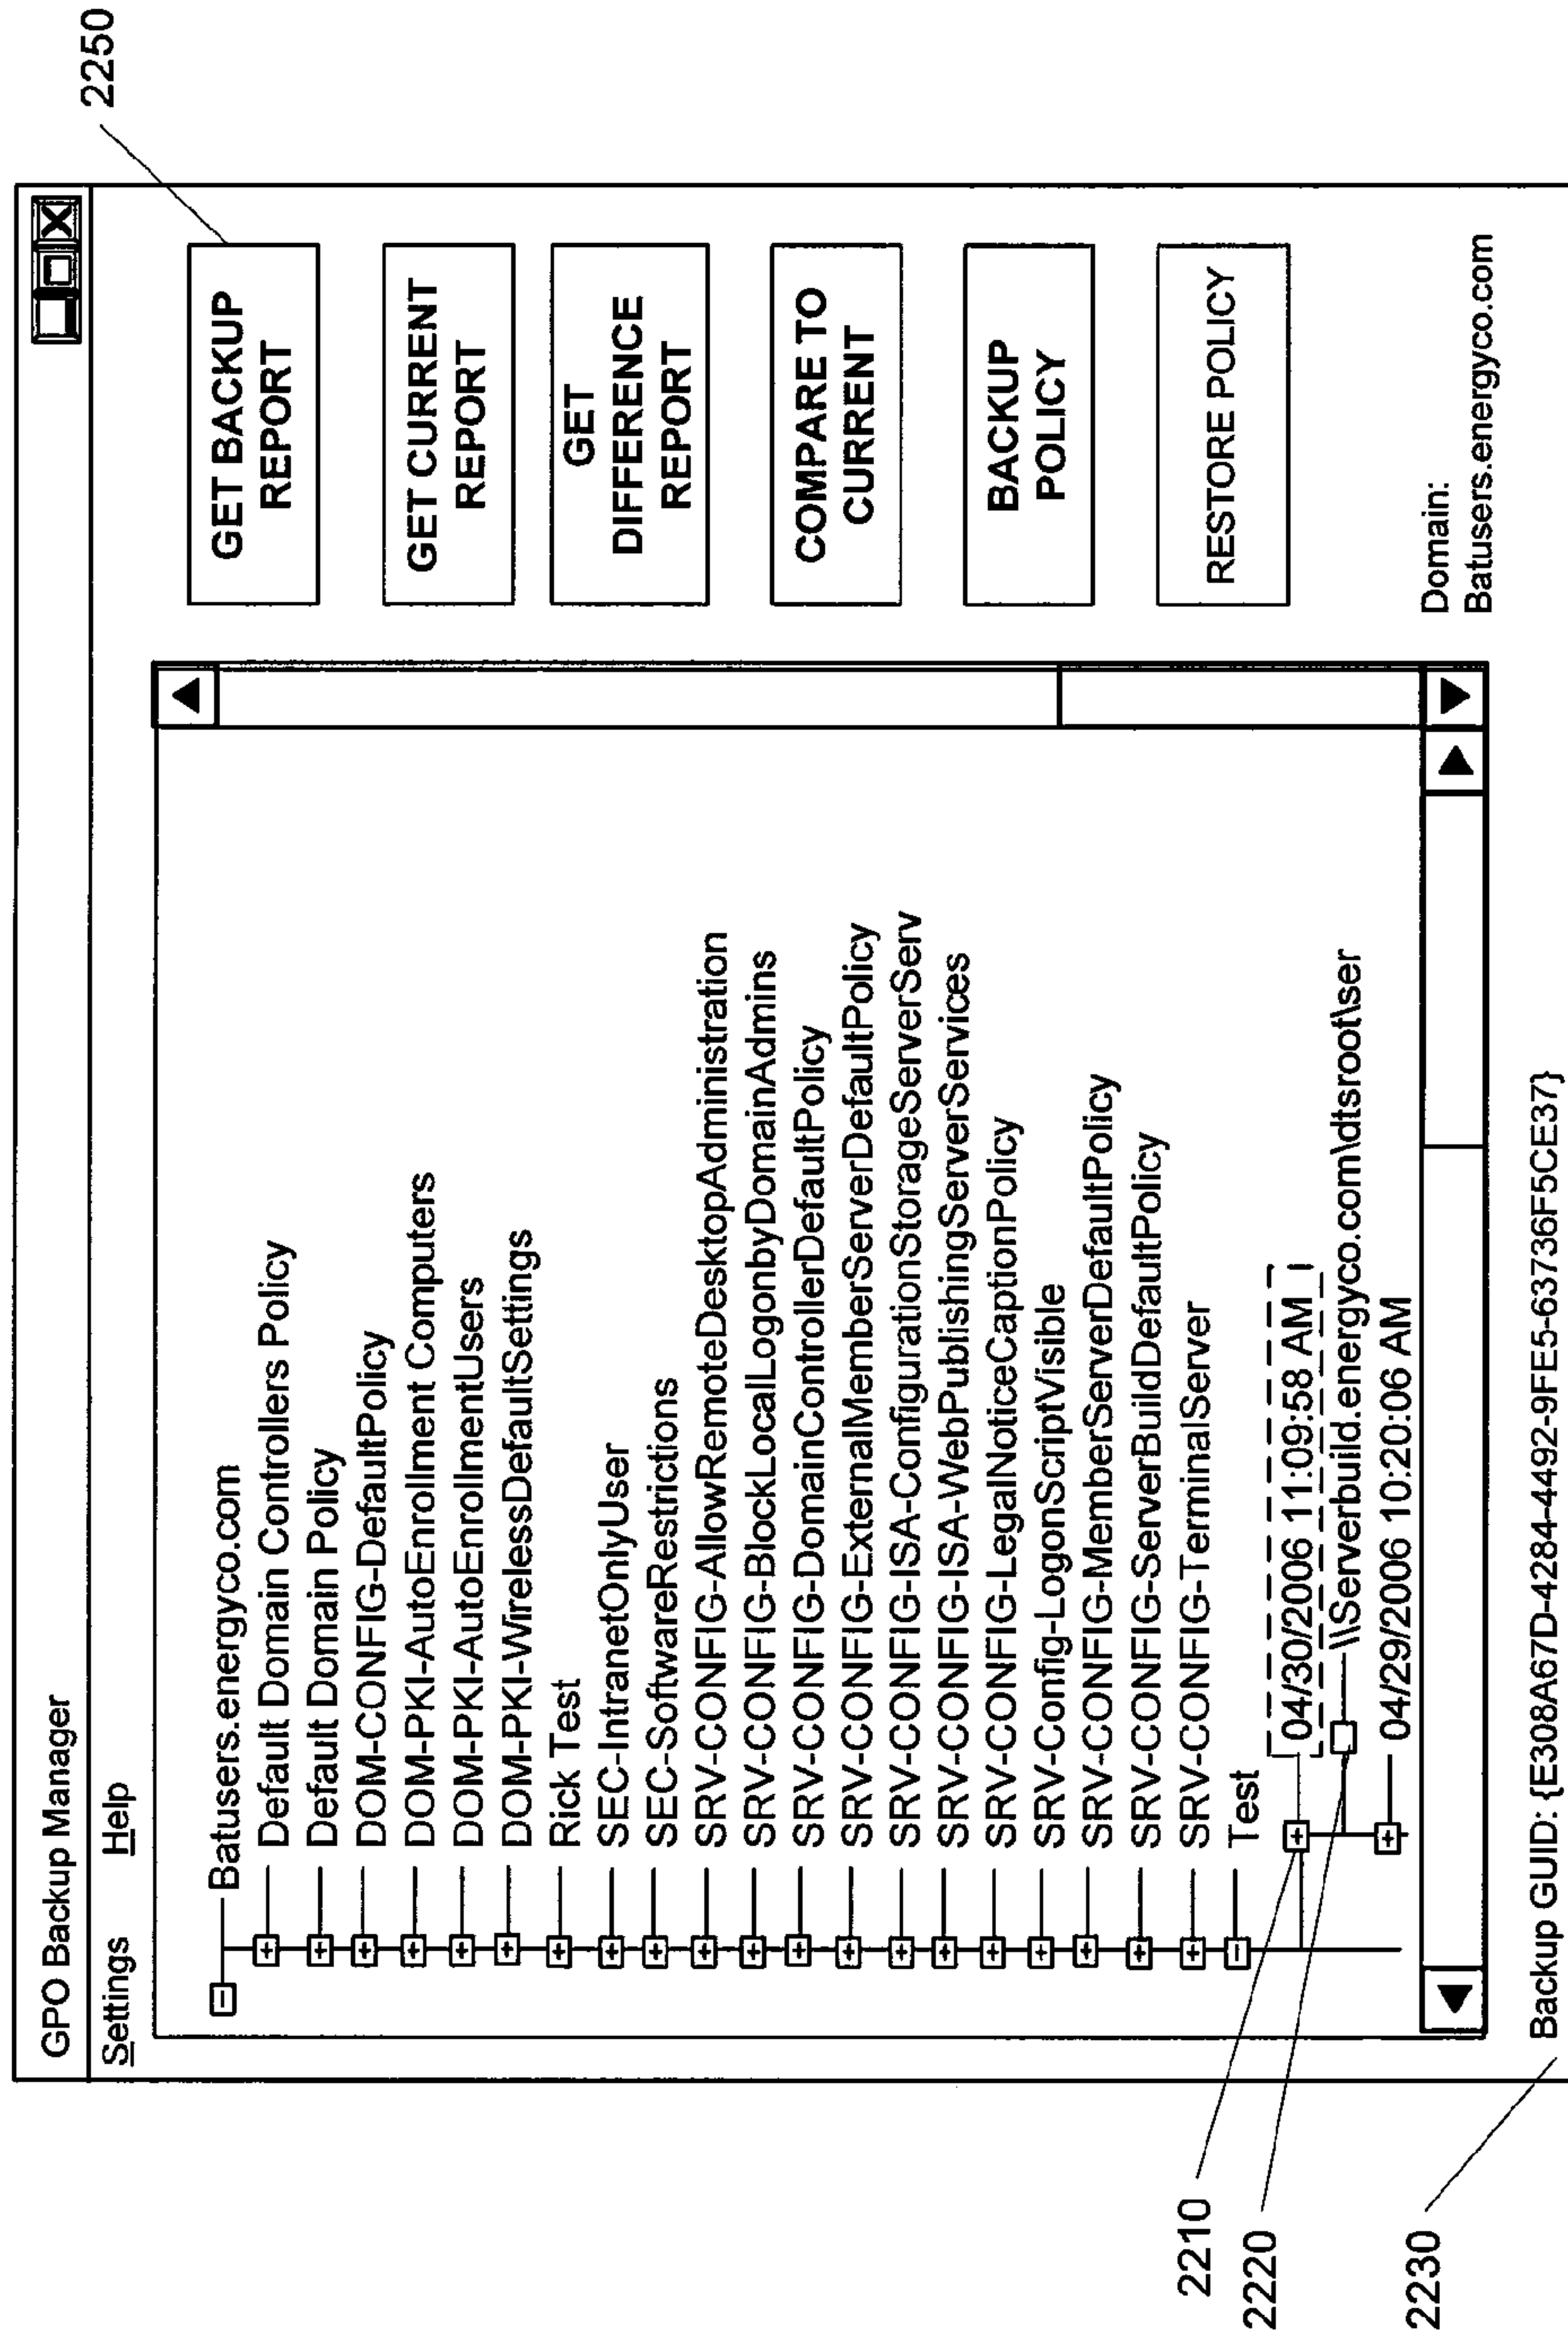 GPO Backup Manager
Settings Help
Batusers.energyco.com
Default Domain Controllers Policy
Default Domain Policy
DOM-CONFIG-DefaultPolicy
DOM-PKI-AutoEnrollment Computers
DOM-PKI-AutoEnrollmentUsers
DOM-PKI-WirelessDefaultSettings
Rick Test
SEC-IntranetOnlyUser
SEC-SoftwareRestrictions
SRV-CONFIG-AllowRemoteDesktopAdministration
SRV-CONFIG-BlockLocalLogonbyDomainAdmins
SRV-CONFIG-DomainControllerDefaultPolicy
SRV-CONFIG-ExternalMemberServerDefaultPolicy
SRV-CONFIG-ISA-ConfigurationStorageServerServ
SRV-CONFIG-ISA-WebPublishingServerServices
SRV-CONFIG-LegalNoticeCaptionPolicy
SRV-Config-LogonScriptVisible
SRV-CONFIG-MemberServerDefaultPolicy
SRV-CONFIG-ServerBuildDefaultPolicy
SRV-CONFIG-TerminalServer
Test
04/30/2006 11:09:58 AM
\\Serverbuild.energyco.com\dtsroot\ser
04/29/2006 10:20:06 AM
GET BACKUP
REPORT
GET CURRENT
REPORT
GET
DIFFERENCE
REPORT
COMPARE TO
CURRENT
BACKUP
POLICY
RESTORE POLICY
Domain:
Batusers.energyco.com
Backup GUID: {E308A67D-4284-4492-9FE5-63736F5CE37}
2250
2210
2220
2230